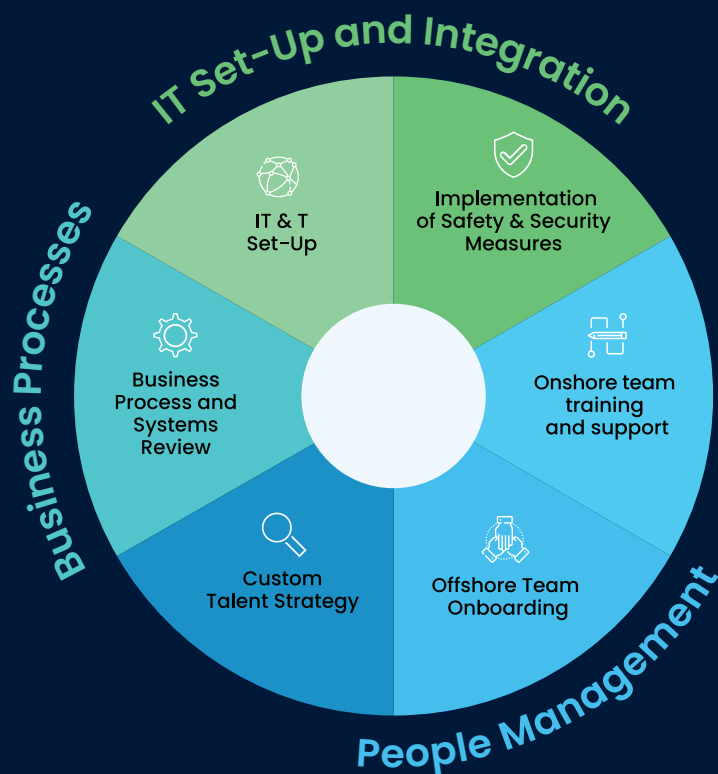 IT Set-Up and Integration
IT & T
Set-Up
Implementation
of Safety & Security
Measures
Business Processes
Business
Process and
Systems
Review
Onshore team
training
and support
Custom
Talent Strategy
Offshore Team
Onboarding
People Management